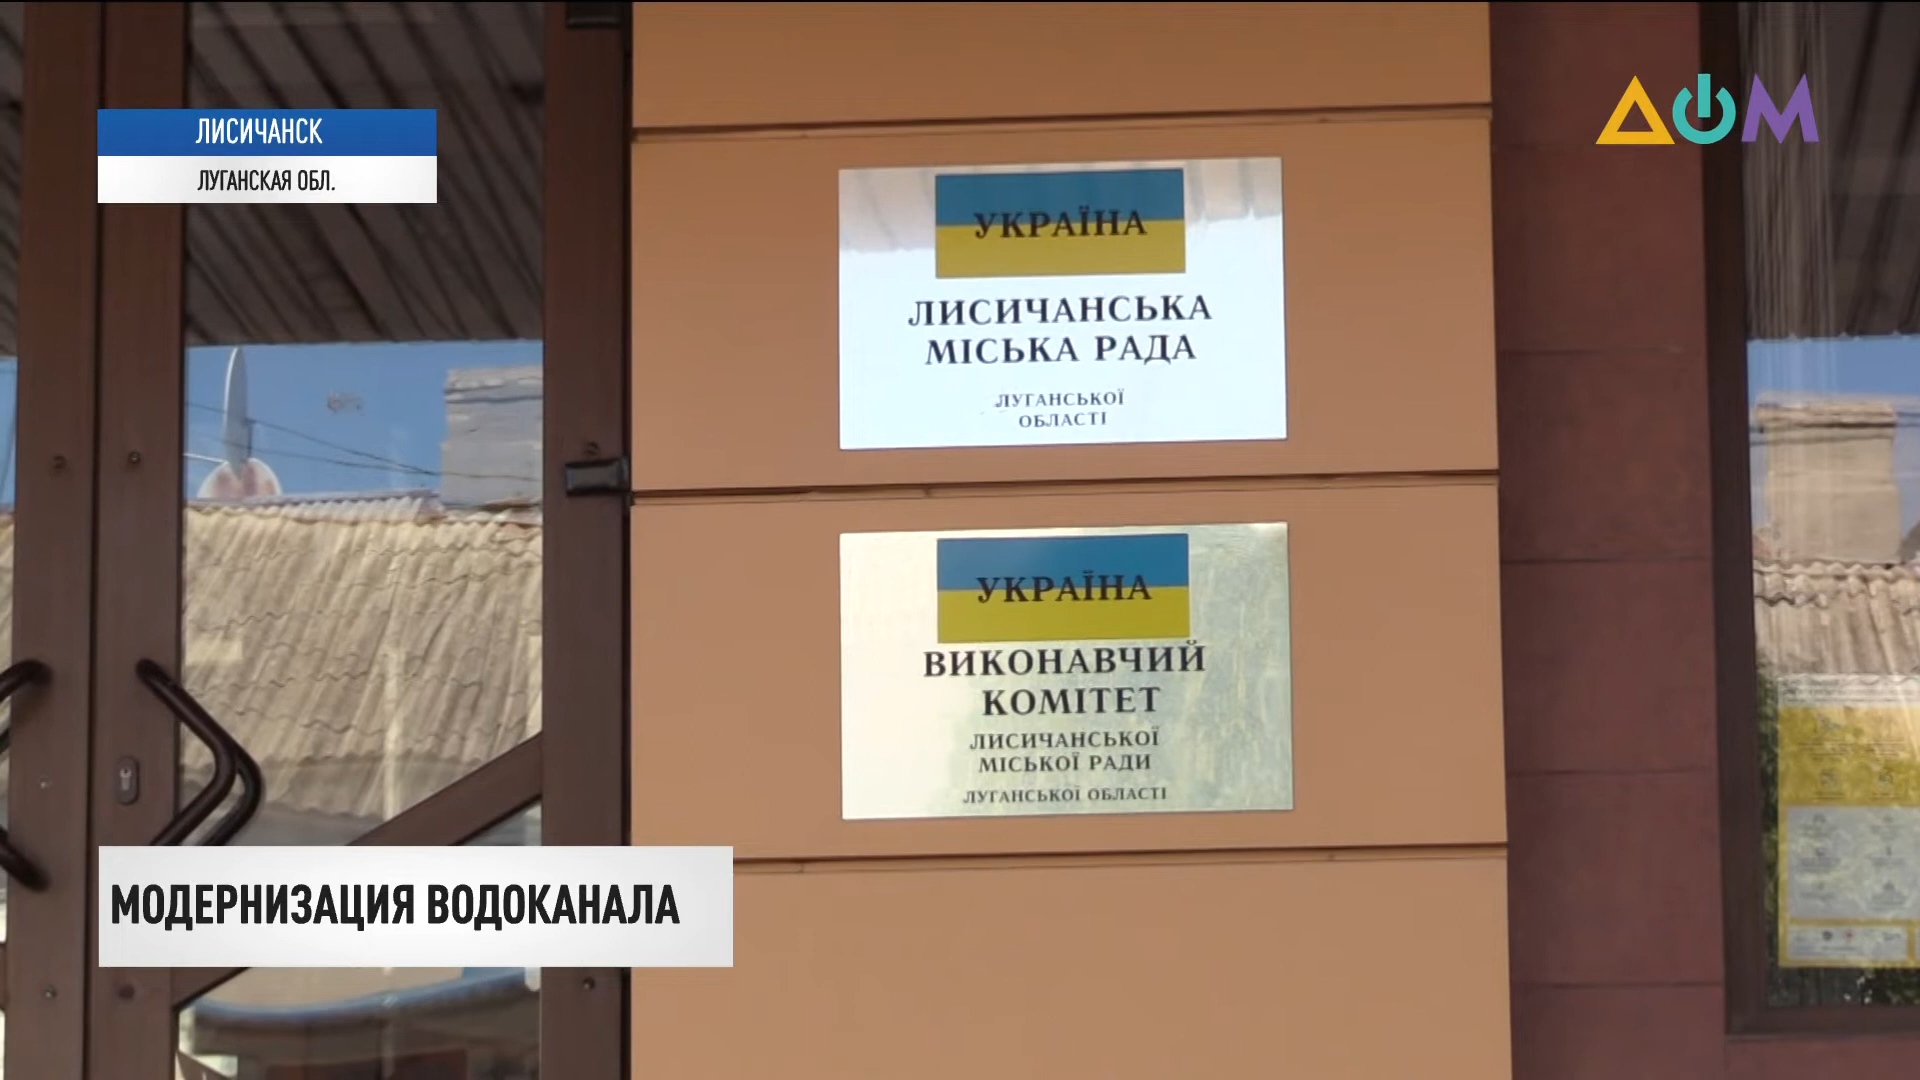 ЛИСИЧАНСК
ЛУГАНСКАЯ ОБЛ.
ДОМ
УКРАЇНА
ЛИСИЧАНСЬКА
МІСЬКА РАДА
ЛУГАНСЬКОЇ
ОБЛАСТІ
УКРАЇНА
ВИКОНАВЧИЙ
КОМІТЕТ
ЛИСИЧАНСЬКОЇ
МІСЬКОЇ РАДИ
ЛУГАНСЬКОЇ ОБЛАСТІ
МОДЕРНИЗАЦИЯ ВОДОКАНАЛА